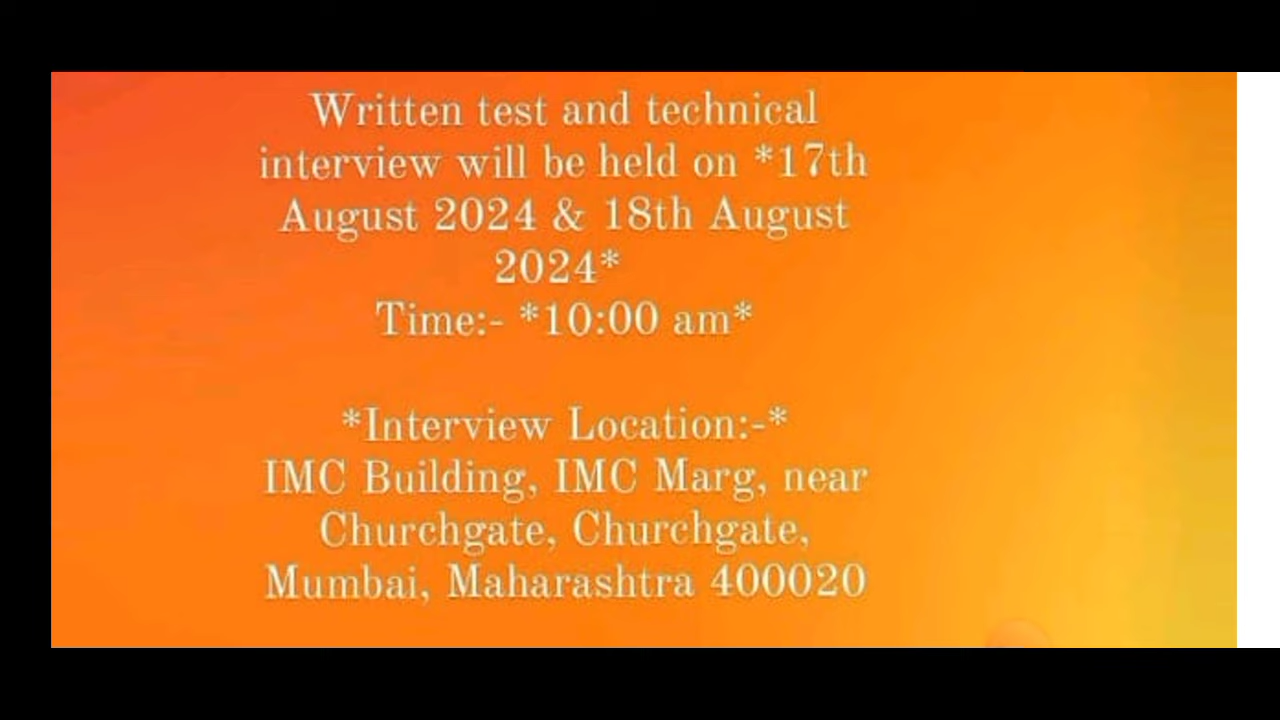 Written test and technical
interview will be held on *17th
August 2024 & 18th August
2024*
Time:- *10:00 am*
*Interview Location:-*
IMC Building, IMC Marg, near
Churchgate, Churchgate,
Mumbai, Maharashtra 400020